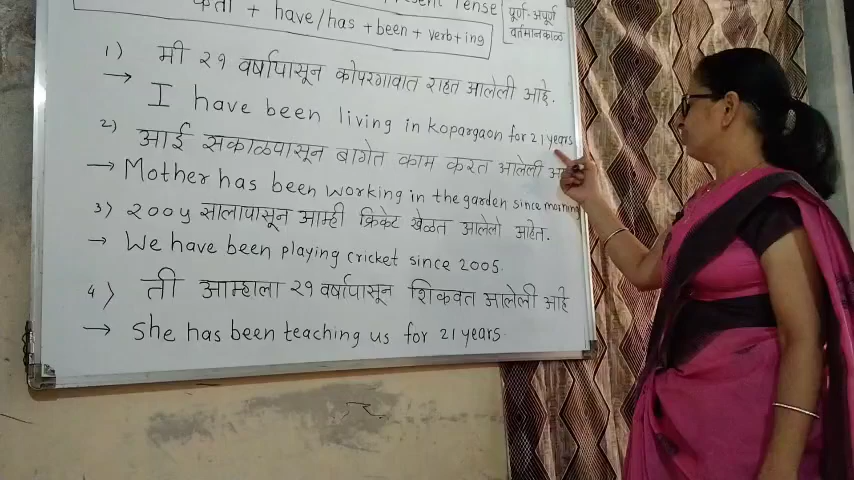 Tense
कर्ता + have/has +been + verb+ing
पूर्ण-अपूर्ण
वर्तमानकाळ
1) मी २१ वर्षापासून कोपरगावात राहत आलेली आहे.
→ I have been living in Kopargaon for 21 years
2) आई सकाळपासून बागेत काम करत आलेली
→ Mother has been working in the garden since morning
3) २००५ सालापासून आम्ही क्रिकेट खेळत आलेलो आहोत.
→ We have been playing cricket since 2005.
4) ती आम्हाला २१ वर्षापासून शिकवत आलेली आहे
→ She has been teaching us for 21 years.